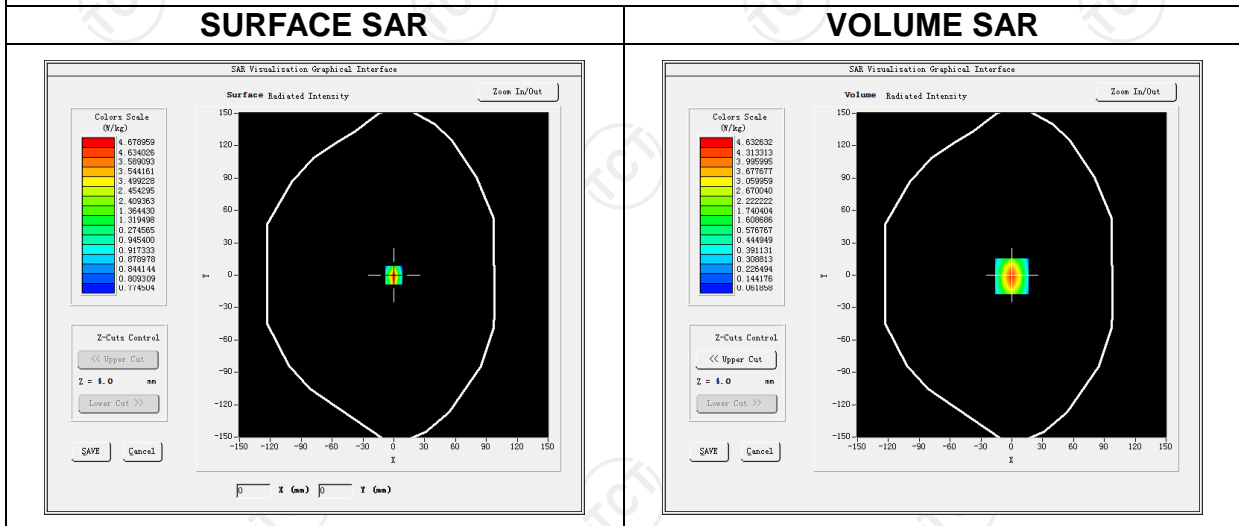 SURFACE SAR
SAR Visualisation Graphical Interface
Surface Radiated Intensity
Zoom In/Out
Colors Scale
(W/kg)
4.678959
4.634026
3.589093
3.544161
3.499228
2.454295
2.409363
1.364430
1.319498
0.274565
0.945400
0.917333
0.878978
0.844144
0.809309
0.774504
Z-Cuts Control
<< Upper Cut
Z = 4.0 mm
Lower Cut >>
SAVE Cancel
150
120
90
60
30
0
-30
-60
-90
-120
-150
Y
-150 -120 -90 -60 -30 0 30 60 90 120 150
X
0 X (mm) 0 Y (mm)
VOLUME SAR
SAR Visualisation Graphical Interface
Volume Radiated Intensity
Zoom In/Out
Colors Scale
(W/kg)
4.632632
4.313313
3.995995
3.677677
3.059959
2.670040
2.222222
1.740404
1.608686
0.576767
0.444949
0.391131
0.308813
0.226494
0.144176
0.061858
Z-Cuts Control
<< Upper Cut
Z = 4.0 mm
Lower Cut >>
SAVE Cancel
150
120
90
60
30
0
-30
-60
-90
-120
-150
Y
-150 -120 -90 -60 -30 0 30 60 90 120 150
X
TCT
TCT